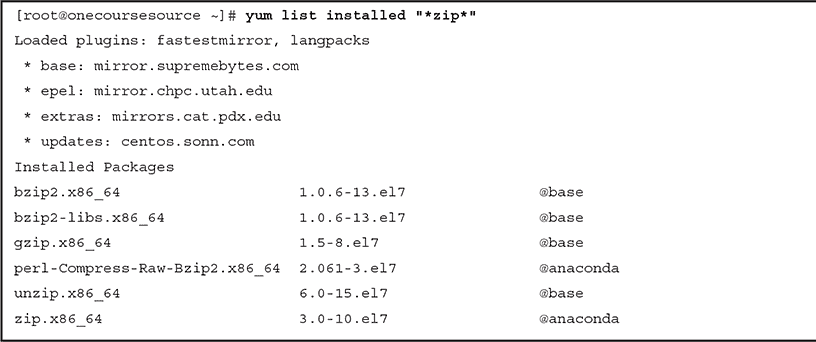 [root@onecoursesource ~]# yum list installed "*zip*"
Loaded plugins: fastestmirror, langpacks
 * base: mirror.supremebytes.com
 * epel: mirror.chpc.utah.edu
 * extras: mirrors.cat.pdx.edu
 * updates: centos.sonn.com
Installed Packages
bzip2.x86_64 1.0.6-13.el7 @base
bzip2-libs.x86_64 1.0.6-13.el7 @base
gzip.x86_64 1.5-8.el7 @base
perl-Compress-Raw-Bzip2.x86_64 2.061-3.el7 @anaconda
unzip.x86_64 6.0-15.el7 @base
zip.x86_64 3.0-10.el7 @anaconda